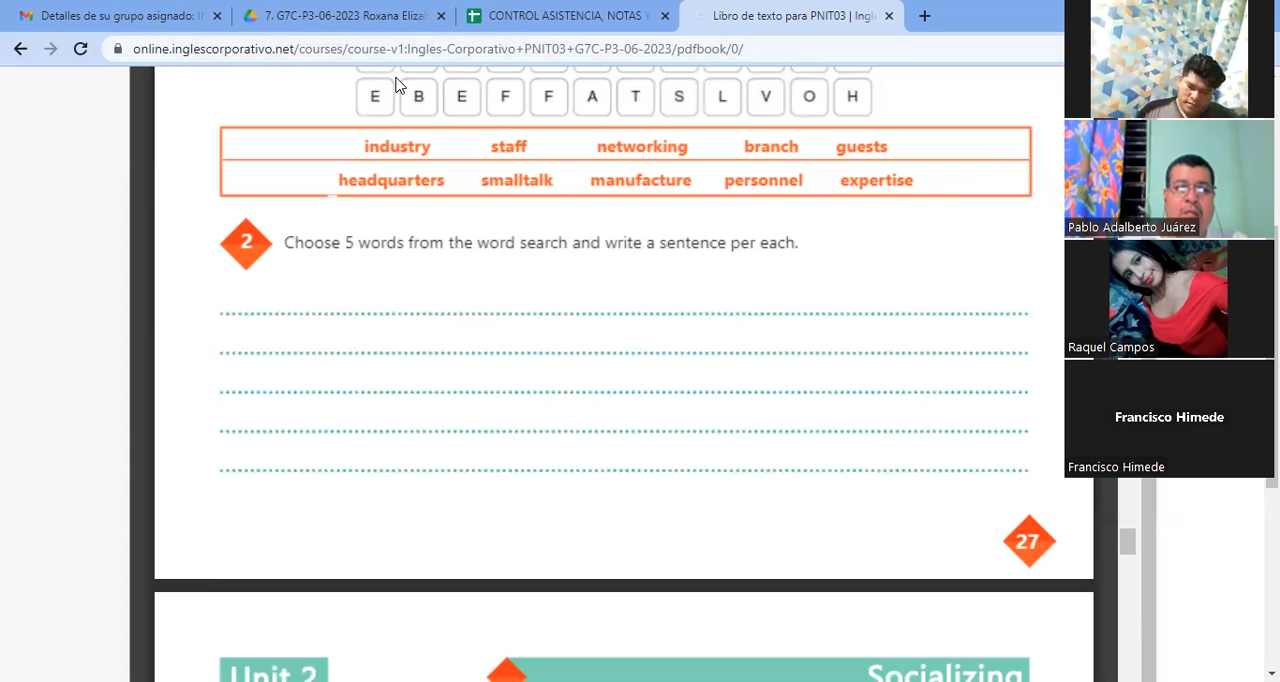 Detalles de su grupo asignado: I
7. G7C-P3-06-2023 Roxana Eliza
CONTROL ASISTENCIA, NOTAS Y
Libro de texto para PNIT03 | Ingle
online.inglescorporativo.net/courses/course-v1:Ingles-Corporativo+PNIT03+G7C-P3-06-2023/pdfbook/0/
E B E F F A T S L V O H
industry staff networking branch guests
headquarters smalltalk manufacture personnel expertise
2 Choose 5 words from the word search and write a sentence per each.
27
Unit 2 Socializing
Pablo Adalberto Juárez
Raquel Campos
Francisco Himede
Francisco Himede